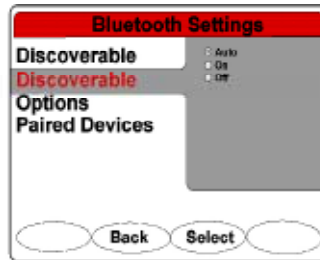 Bluetooth Settings
Discoverable
Auto
On
Discoverable
Off
Options
Paired Devices
Back Select